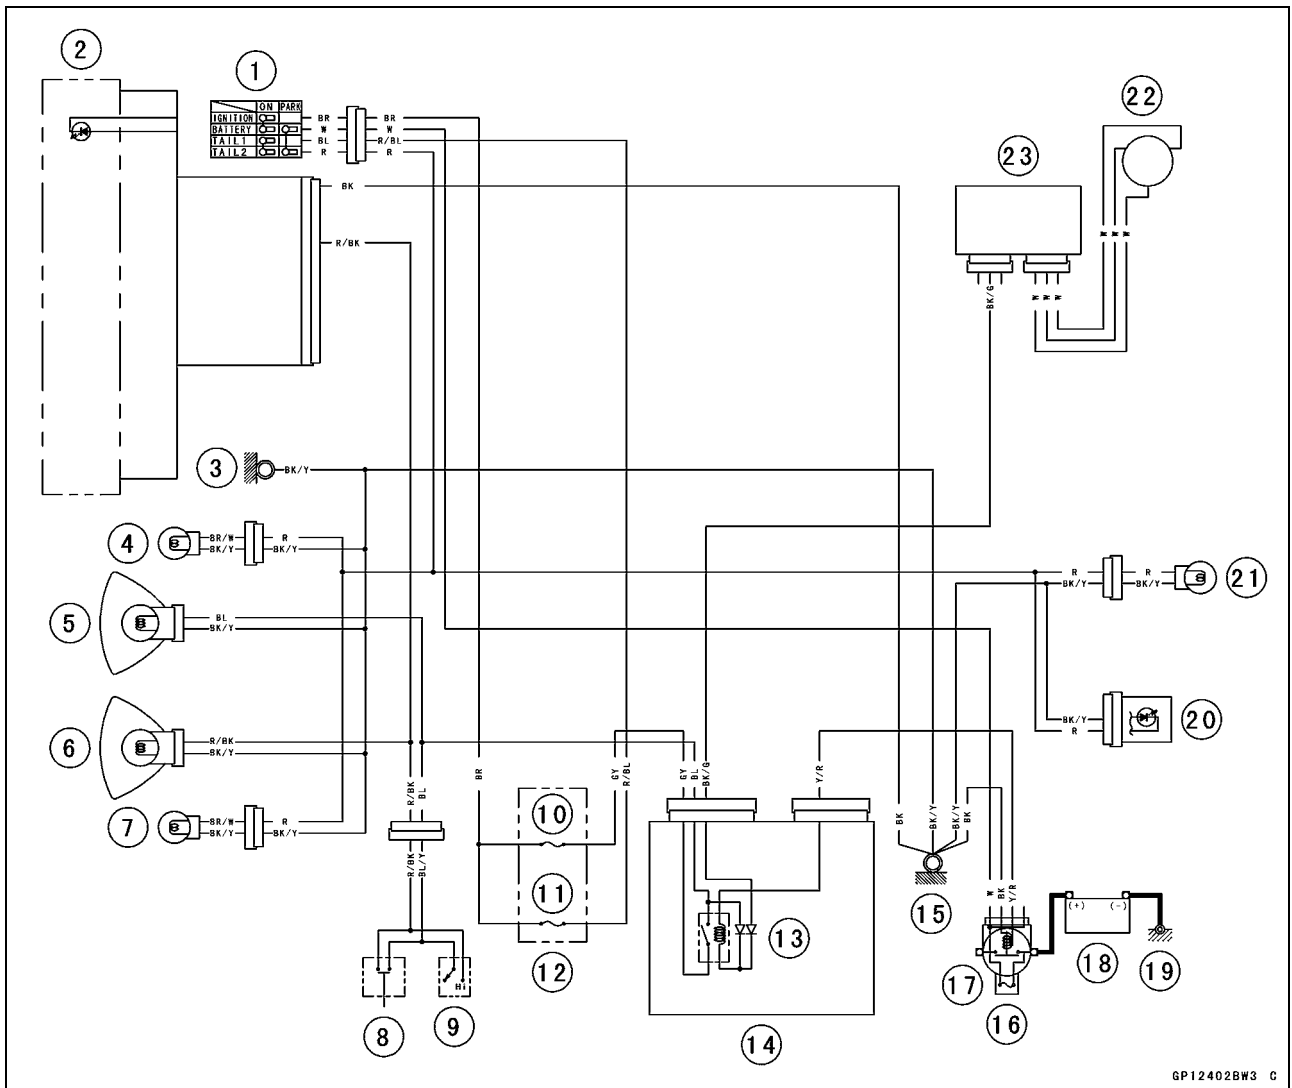 2
1
ON PARK
IGNITION
BATTERY
TAIL1
TAIL2
BR BR
W W
BL R/BL
R R
BK
R/BK
22
23
W W W
BK/G
W W W
3
BK/Y
4
BR/W R
BK/Y BK/Y
5
BL
BK/Y
6
R/BK
BK/Y
7
BR/W R
BK/Y BK/Y
R R
BK/Y BK/Y
21
BK/Y
R
20
R/BK
BL
BR
GY
R/BL
GY
BL
BK/G
Y/R
BK
BK/Y
BK/Y
BK
10
11
12
R/BK
BL/Y
8
Hi
9
13
14
15
W
BK
Y/R
17
16
(+) (-)
18
19
GP12402BW3 C